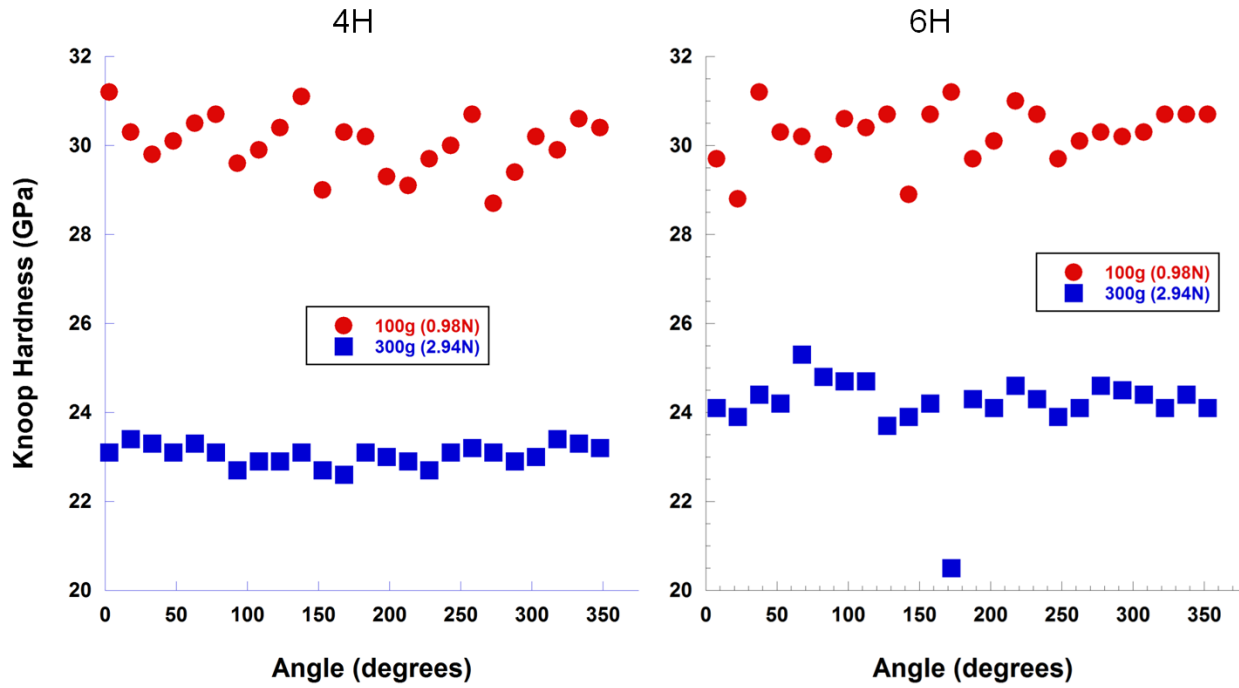 4H
6H
Knoop Hardness (GPa)
32
30
28
26
24
22
20
100g (0.98N)
300g (2.94N)
0 50 100 150 200 250 300 350
Angle (degrees)
32
30
28
26
24
22
20
100g (0.98N)
300g (2.94N)
0 50 100 150 200 250 300 350
Angle (degrees)